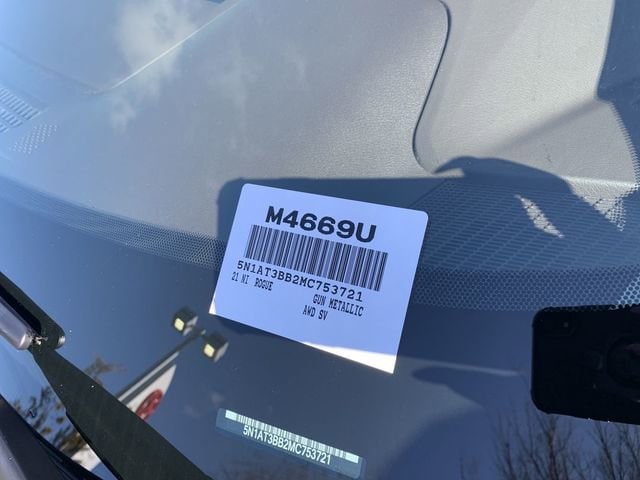 M4669U
5N1AT3BB2MC753721
21 NI ROGUE
GUN METALLIC
AWD SV
5N1AT3BB2MC753721